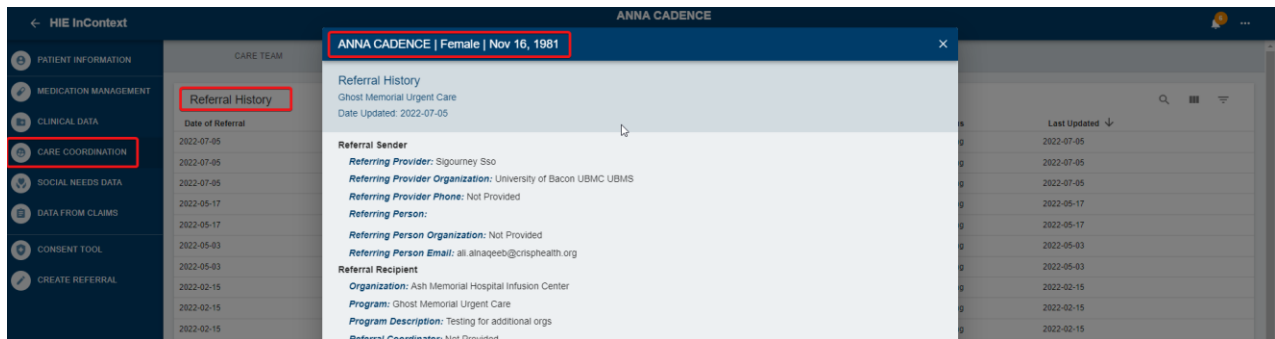 ← HIE InContext
ANNA CADENCE
6
...
PATIENT INFORMATION
MEDICATION MANAGEMENT
CLINICAL DATA
CARE COORDINATION
SOCIAL NEEDS DATA
DATA FROM CLAIMS
CONSENT TOOL
CREATE REFERRAL
CARE TEAM
Referral History
Date of Referral
2022-07-05
2022-07-05
2022-07-05
2022-05-17
2022-05-17
2022-05-03
2022-05-03
2022-02-15
2022-02-15
2022-02-15
ANNA CADENCE | Female | Nov 16, 1981
Referral History
Ghost Memorial Urgent Care
Date Updated: 2022-07-05
Referral Sender
Referring Provider: Sigourney Sso
Referring Provider Organization: University of Bacon UBMC UBMS
Referring Provider Phone: Not Provided
Referring Person:
Referring Person Organization: Not Provided
Referring Person Email: ali.alnaqeeb@crisphealth.org
Referral Recipient
Organization: Ash Memorial Hospital Infusion Center
Program: Ghost Memorial Urgent Care
Program Description: Testing for additional orgs
Referral Coordinator: Not Provided
Last Updated ↓
2022-07-05
2022-07-05
2022-07-05
2022-05-17
2022-05-17
2022-05-03
2022-05-03
2022-02-15
2022-02-15
2022-02-15